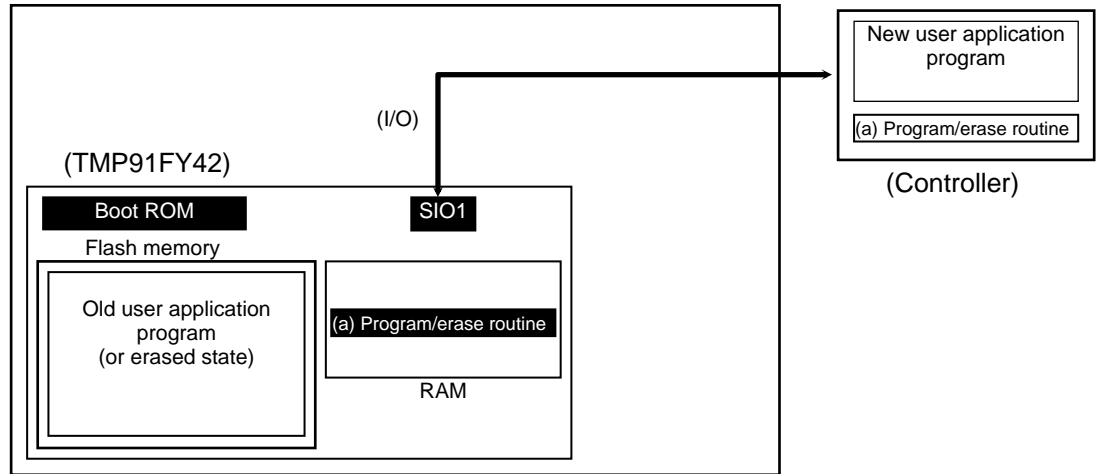 New user application
program
(I/O)
(a) Program/erase routine
(TMP91FY42)
(Controller)
Boot ROM
SIO1
Flash memory
Old user application
program
(or erased state)
(a) Program/erase routine
RAM